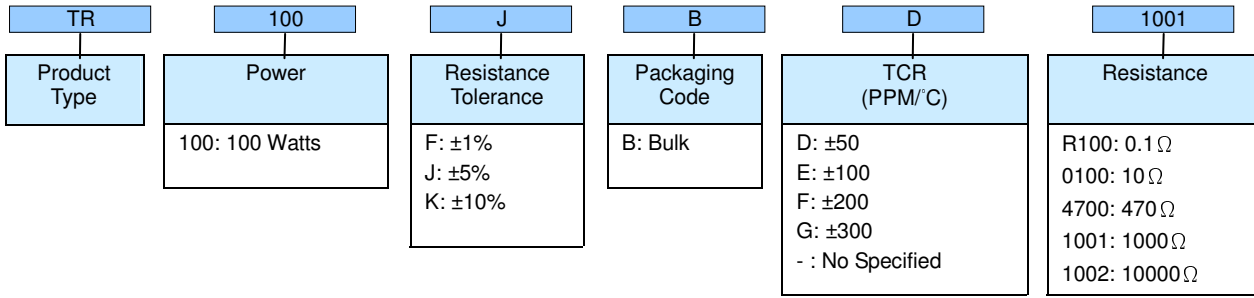 TR 100 J B D 1001
Product
Type
Power
Resistance
Tolerance
Packaging
Code
TCR
(PPM/°C)
Resistance
100: 100 Watts
F: ±1%
J: ±5%
K: ±10%
B: Bulk
D: ±50
E: ±100
F: ±200
G: ±300
- : No Specified
R100: 0.1Ω
0100: 10Ω
4700: 470Ω
1001: 1000Ω
1002: 10000Ω